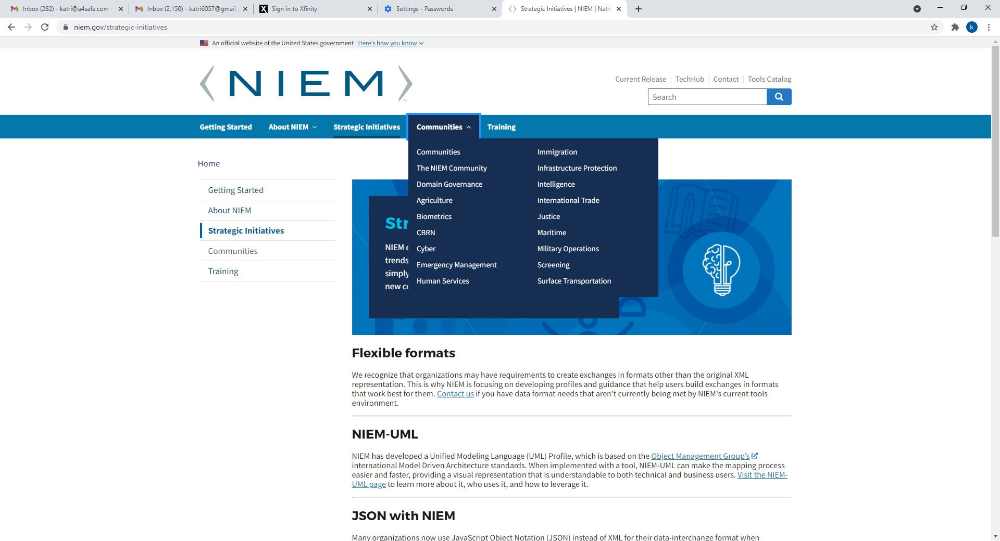 Inbox (282) - katri@a4safe.com -
Inbox (2,150) - katri6057@gmail.
Sign in to Xfinity
Settings - Passwords
Strategic Initiatives | NIEM | Natic
niem.gov/strategic-initiatives
k
An official website of the United States government Here's how you know
NIEM
TM
Current Release
TechHub
Contact
Tools Catalog
Search
Getting Started
About NIEM
Strategic Initiatives
Communities
Training
Communities
The NIEM Community
Domain Governance
Agriculture
Biometrics
CBRN
Cyber
Emergency Management
Human Services
Immigration
Infrastructure Protection
Intelligence
International Trade
Justice
Maritime
Military Operations
Screening
Surface Transportation
Home
Getting Started
About NIEM
Strategic Initiatives
Communities
Training
Str
NIEM e
trends
simply
new co
Flexible formats
We recognize that organizations may have requirements to create exchanges in formats other than the original XML
representation. This is why NIEM is focusing on developing profiles and guidance that help users build exchanges in formats
that work best for them. Contact us if you have data format needs that aren't currently being met by NIEM's current tools
environment.
NIEM-UML
NIEM has developed a Unified Modeling Language (UML) Profile, which is based on the Object Management Group's
international Model Driven Architecture standards. When implemented with a tool, NIEM-UML can make the mapping process
easier and faster, providing a visual representation that is understandable to both technical and business users. Visit the NIEM-
UML page to learn more about it, who uses it, and how to leverage it.
JSON with NIEM
Many organizations now use JavaScript Object Notation (JSON) instead of XML for their data-interchange format when